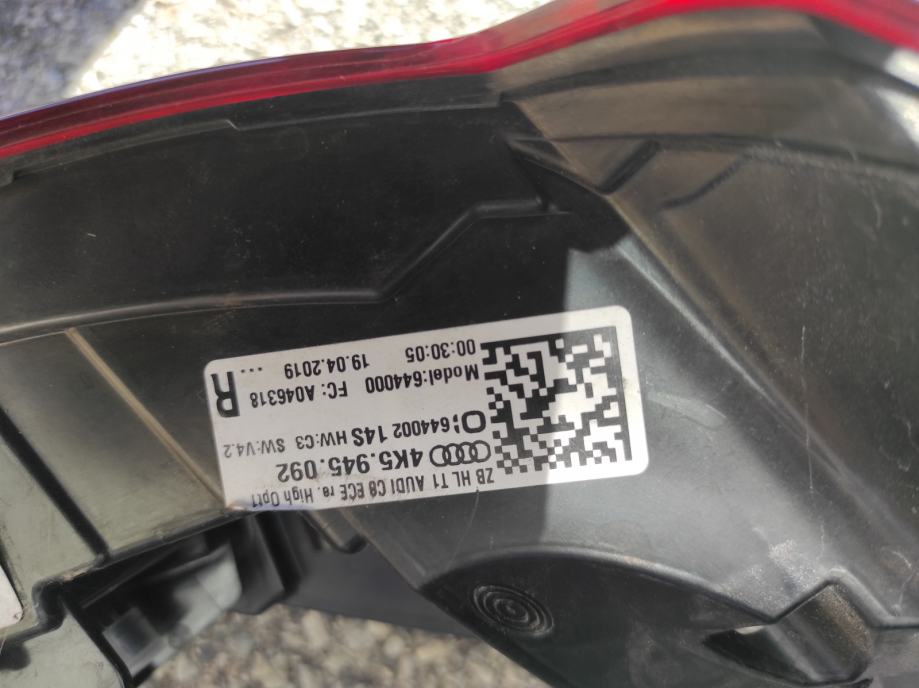 ZB HL T1 AUDI C8 ECE re. High Opt1
4K5.945.092
O;644002 14S HW:C3 SW:V4.2
Model:644000 FC: A046318
00:30:05 19.04.2019 ...
R